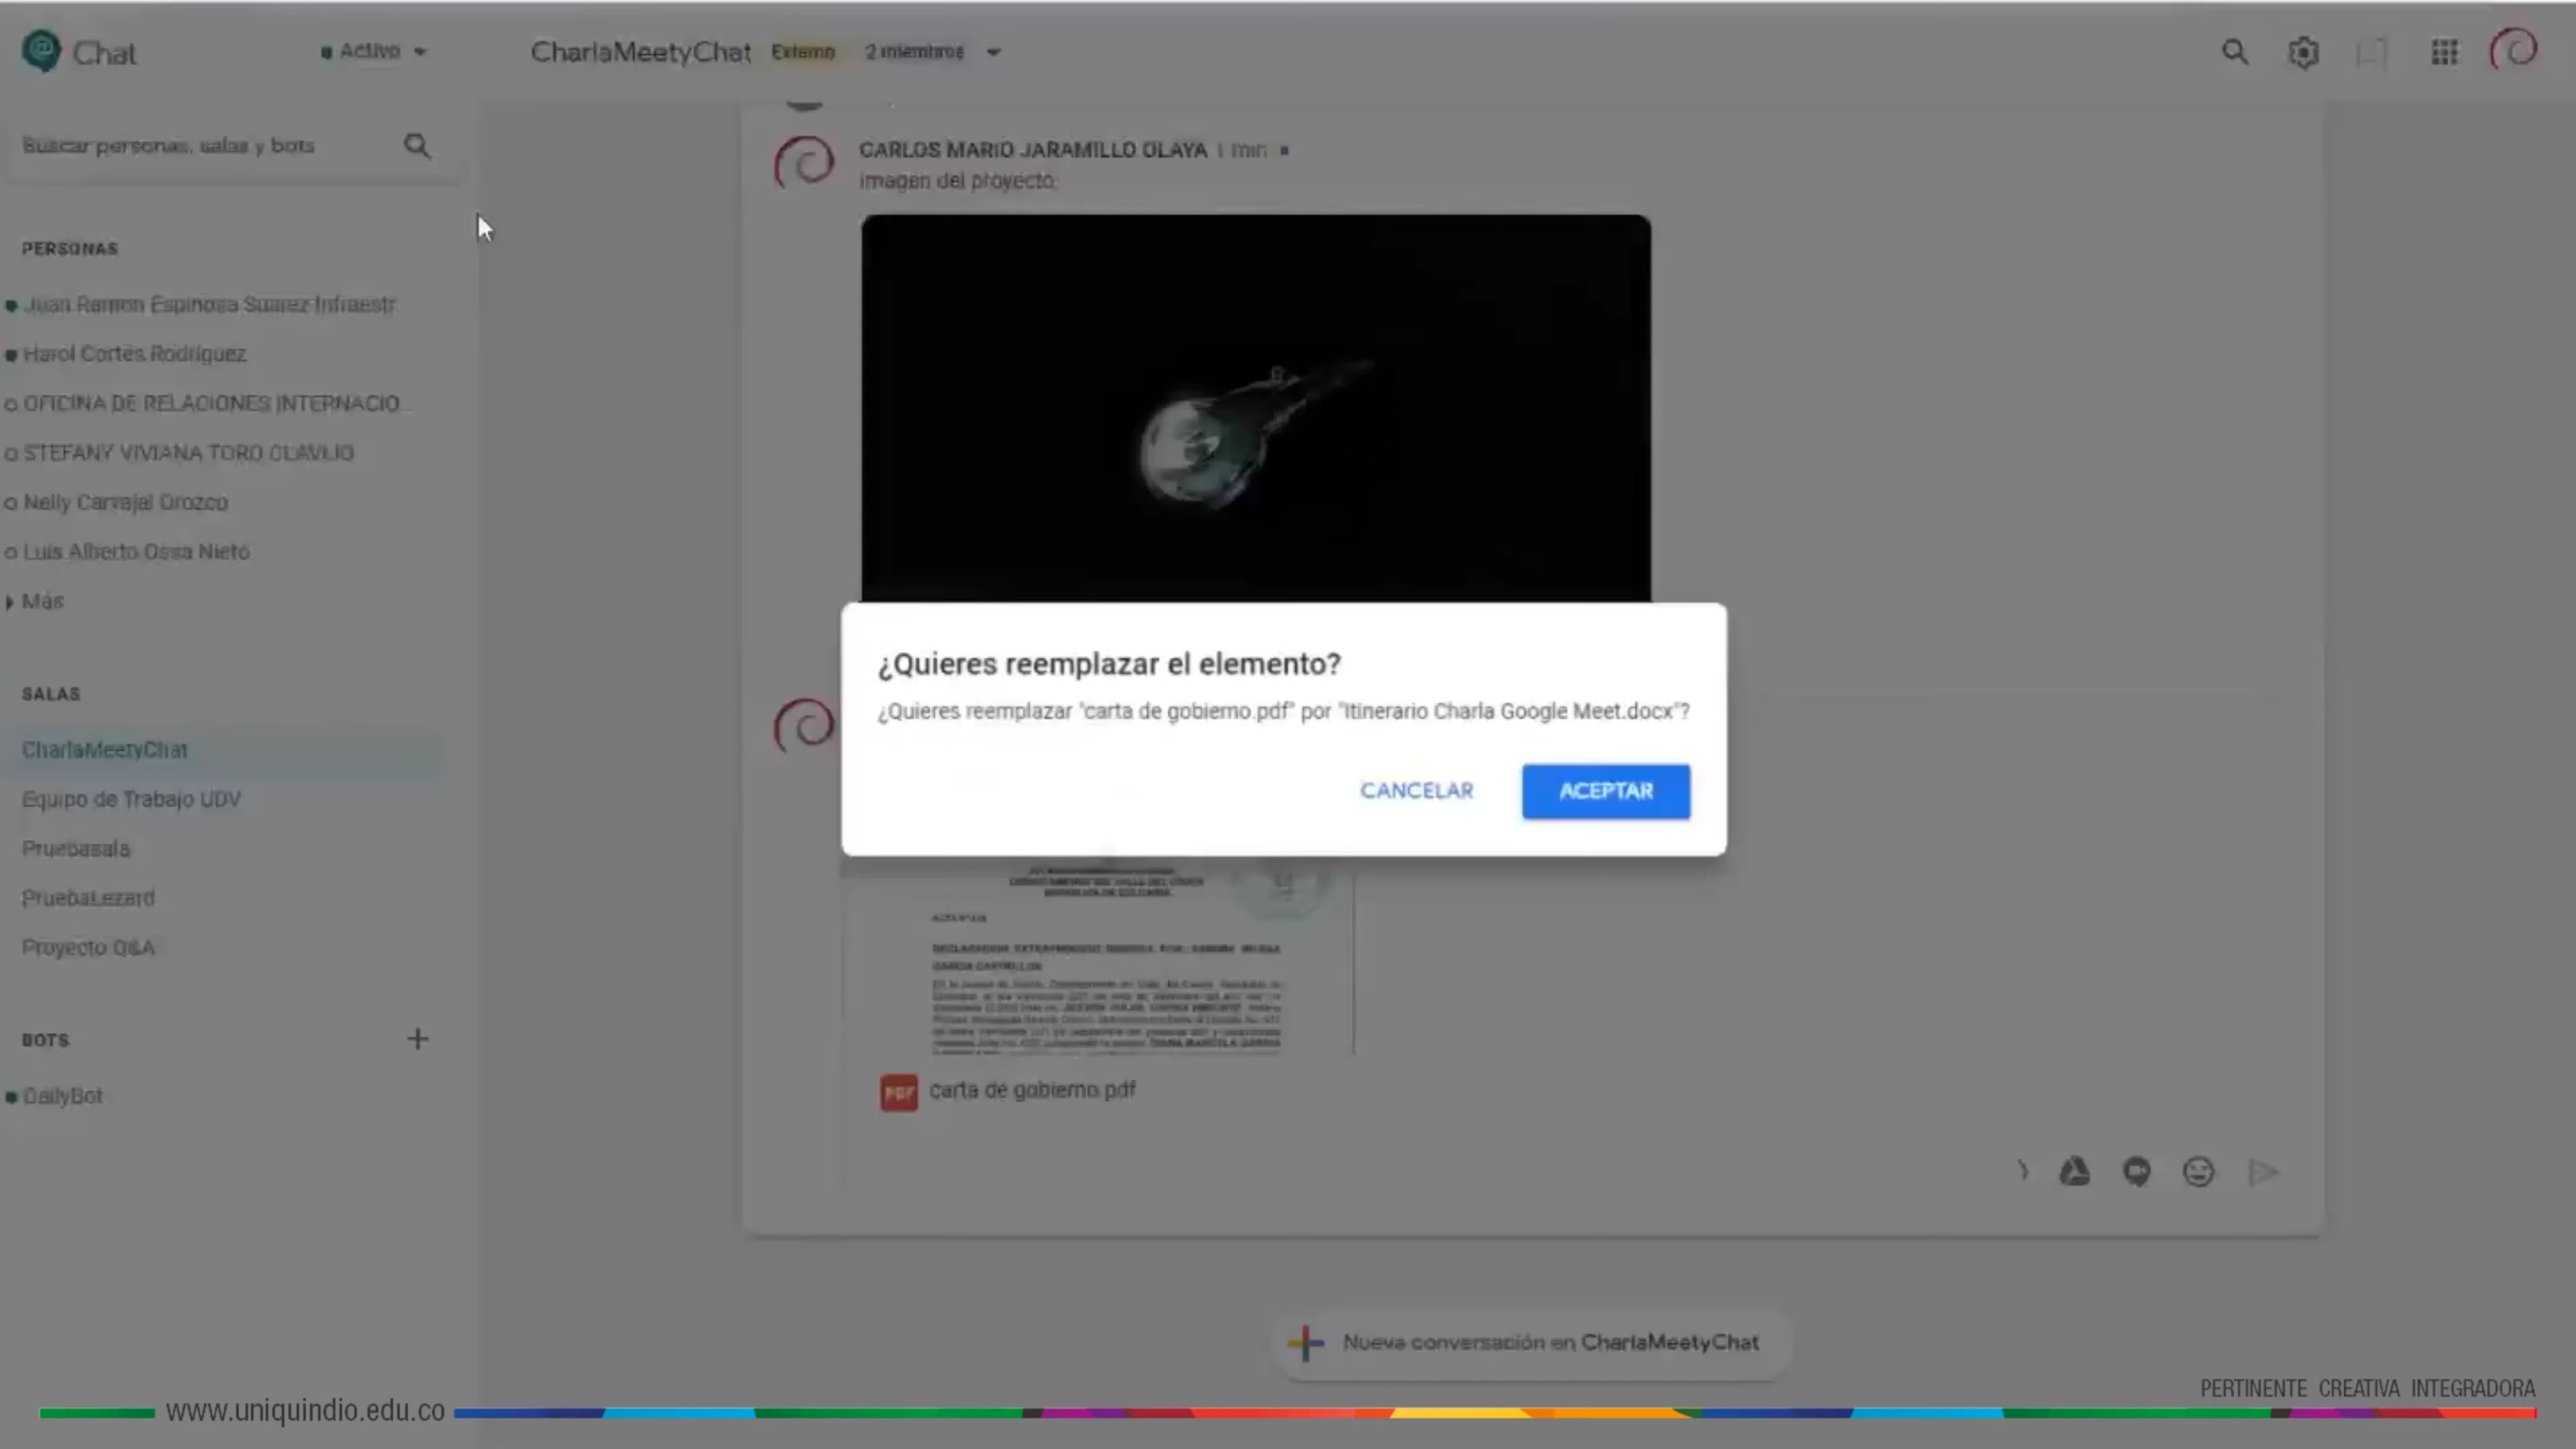 Chat
Activo
CharlaMeetyChat Externo 2 miembros
Buscar personas, salas y bots
PERSONAS
Juan Ramon Espinosa Suarez Infraestr
Harol Cortés Rodriguez
OFICINA DE RELACIONES INTERNACIO...
STEFANY VIVIANA TORO CLAVIJO
Nelly Carvajal Orozco
Luis Alberto Ossa Nieto
Más
SALAS
CharlaMeetyChat
Equipo de Trabajo UDV
Pruebasala
PruebaLezard
Proyecto Q&A
BOTS
DailyBot
CARLOS MARIO JARAMILLO OLAYA 1 min
imagen del proyecto
¿Quieres reemplazar el elemento?
¿Quieres reemplazar "carta de gobierno.pdf" por "Itinerario Charla Google Meet.docx"?
CANCELAR ACEPTAR
PDF carta de gobierno.pdf
Nueva conversación en CharlaMeetyChat
PERTINENTE CREATIVA INTEGRADORA
www.uniquindio.edu.co